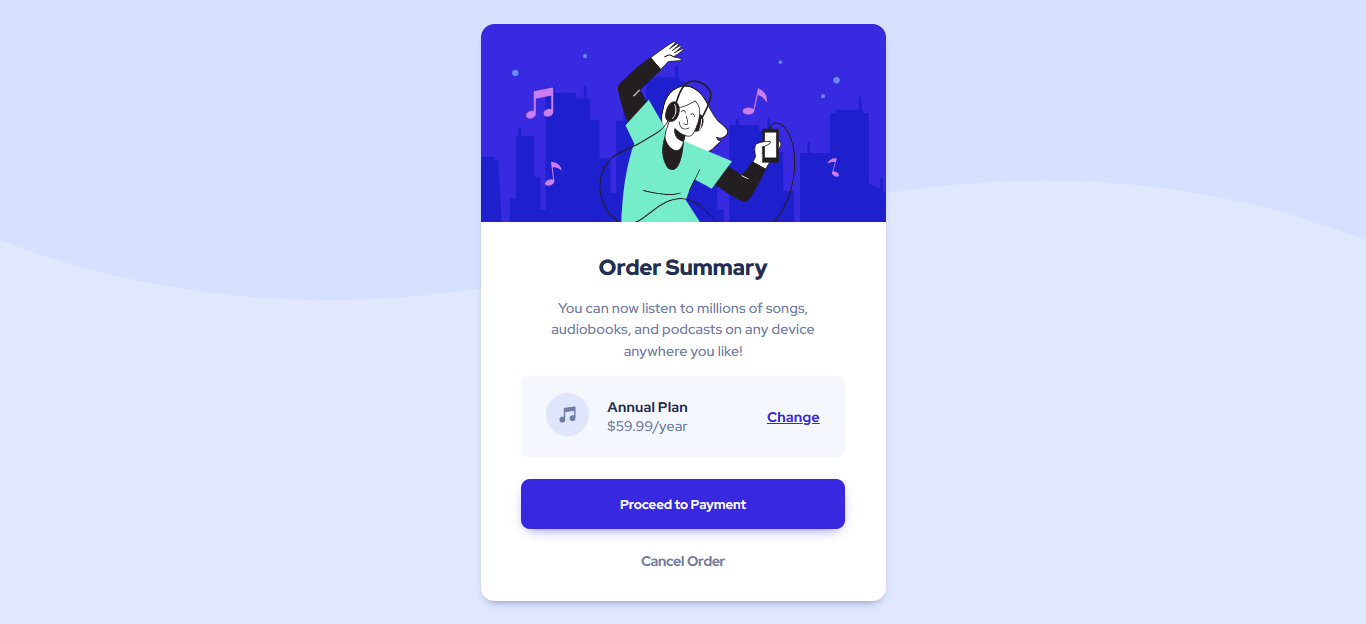 Order Summary
You can now listen to millions of songs,
audiobooks, and podcasts on any device
anywhere you like!
Annual Plan
$59.99/year
Change
Proceed to Payment
Cancel Order